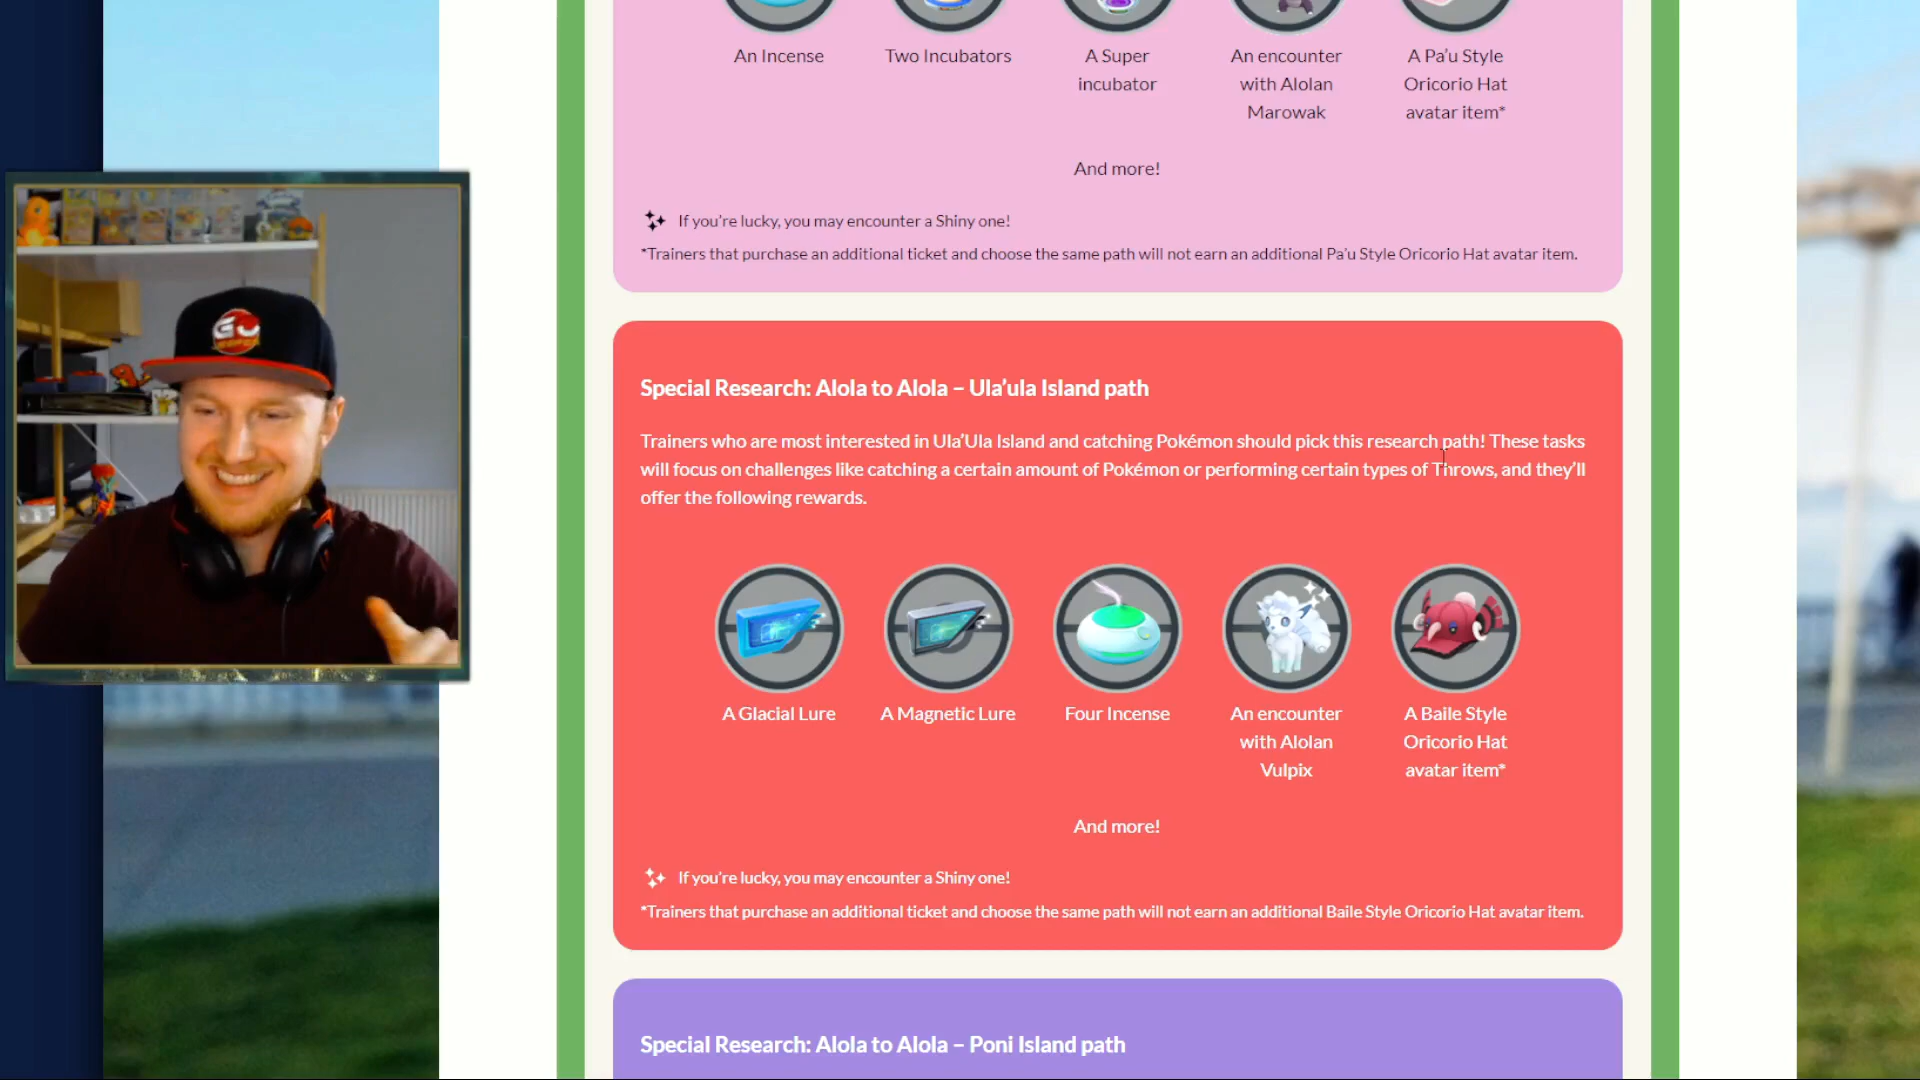 An Incense
Two Incubators
A Super
incubator
An encounter
with Alolan
Marowak
A Pa'u Style
Oricorio Hat
avatar item*
And more!
If you're lucky, you may encounter a Shiny one!
*Trainers that purchase an additional ticket and choose the same path will not earn an additional Pa'u Style Oricorio Hat avatar item.
Special Research: Alola to Alola – Ula'ula Island path
Trainers who are most interested in Ula'Ula Island and catching Pokémon should pick this research path! These tasks
will focus on challenges like catching a certain amount of Pokémon or performing certain types of Throws, and they'll
offer the following rewards.
A Glacial Lure
A Magnetic Lure
Four Incense
An encounter
with Alolan
Vulpix
A Baile Style
Oricorio Hat
avatar item*
And more!
If you're lucky, you may encounter a Shiny one!
*Trainers that purchase an additional ticket and choose the same path will not earn an additional Baile Style Oricorio Hat avatar item.
Special Research: Alola to Alola – Poni Island path
GO